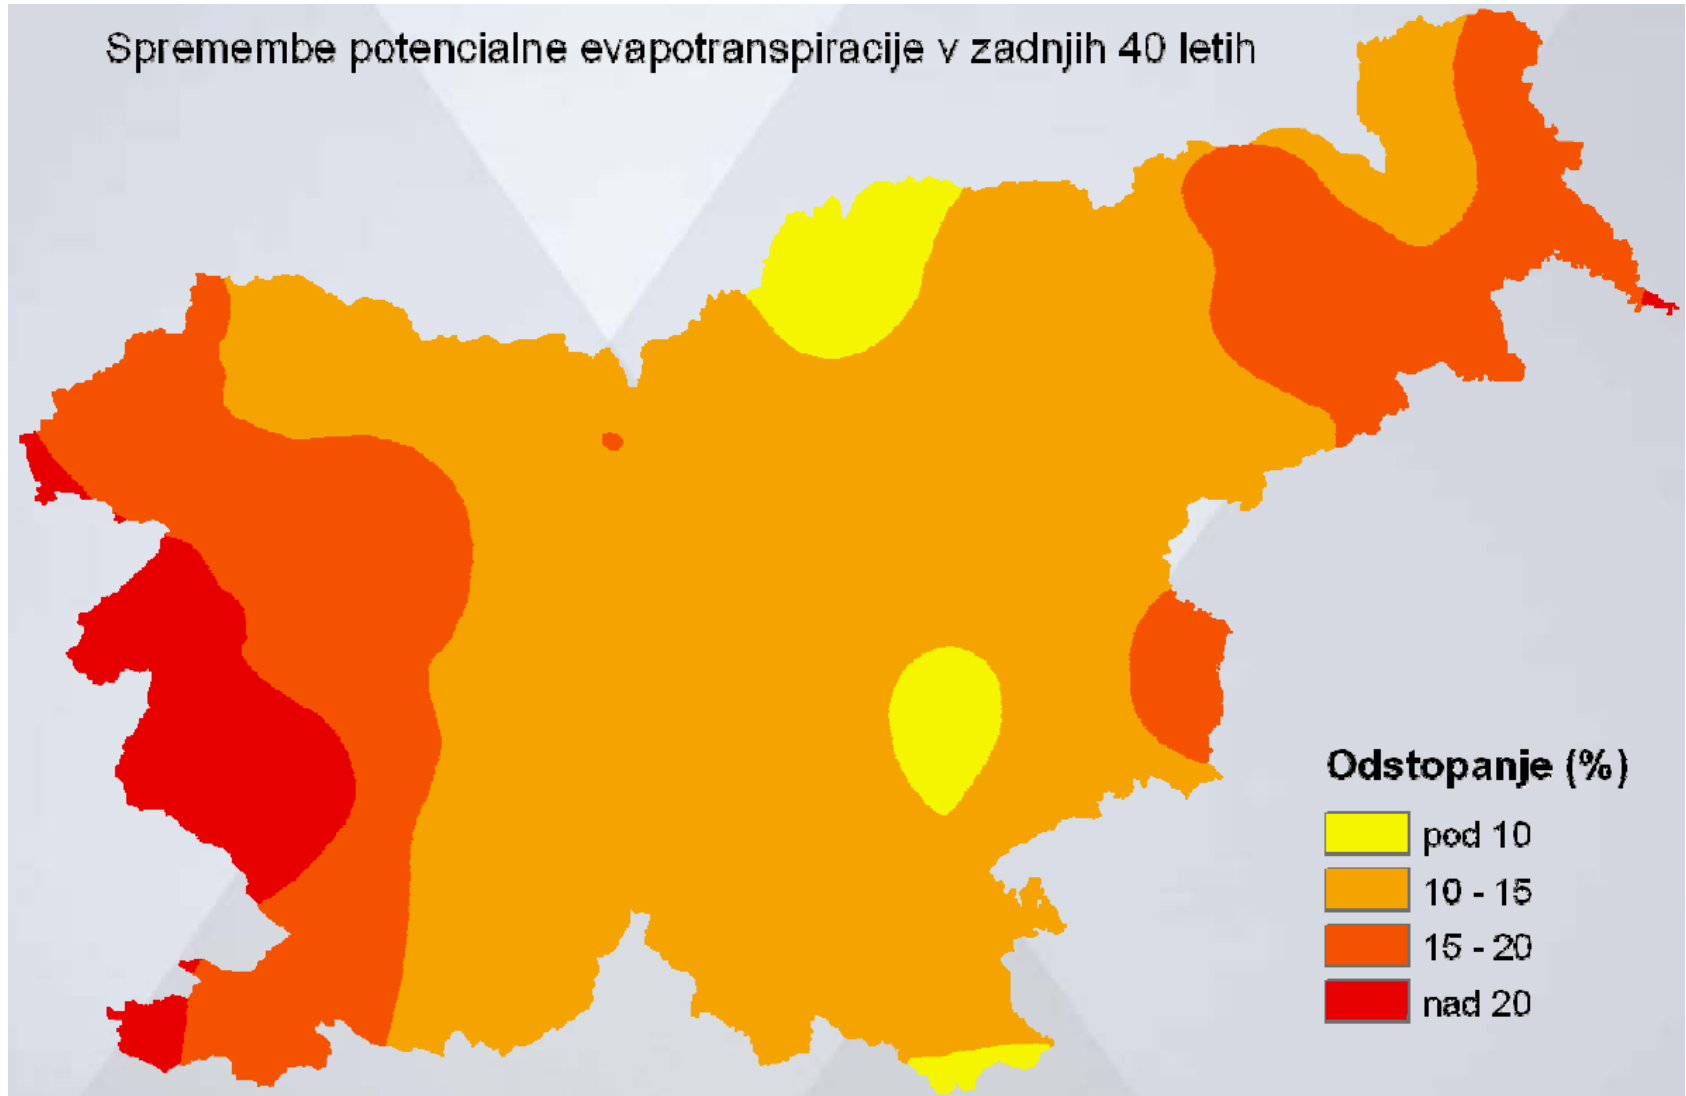 Spremembe potencialne evapotranspiracije v zadnjih 40 letih
Odstopanje (%)
pod 10
10 - 15
15 - 20
nad 20